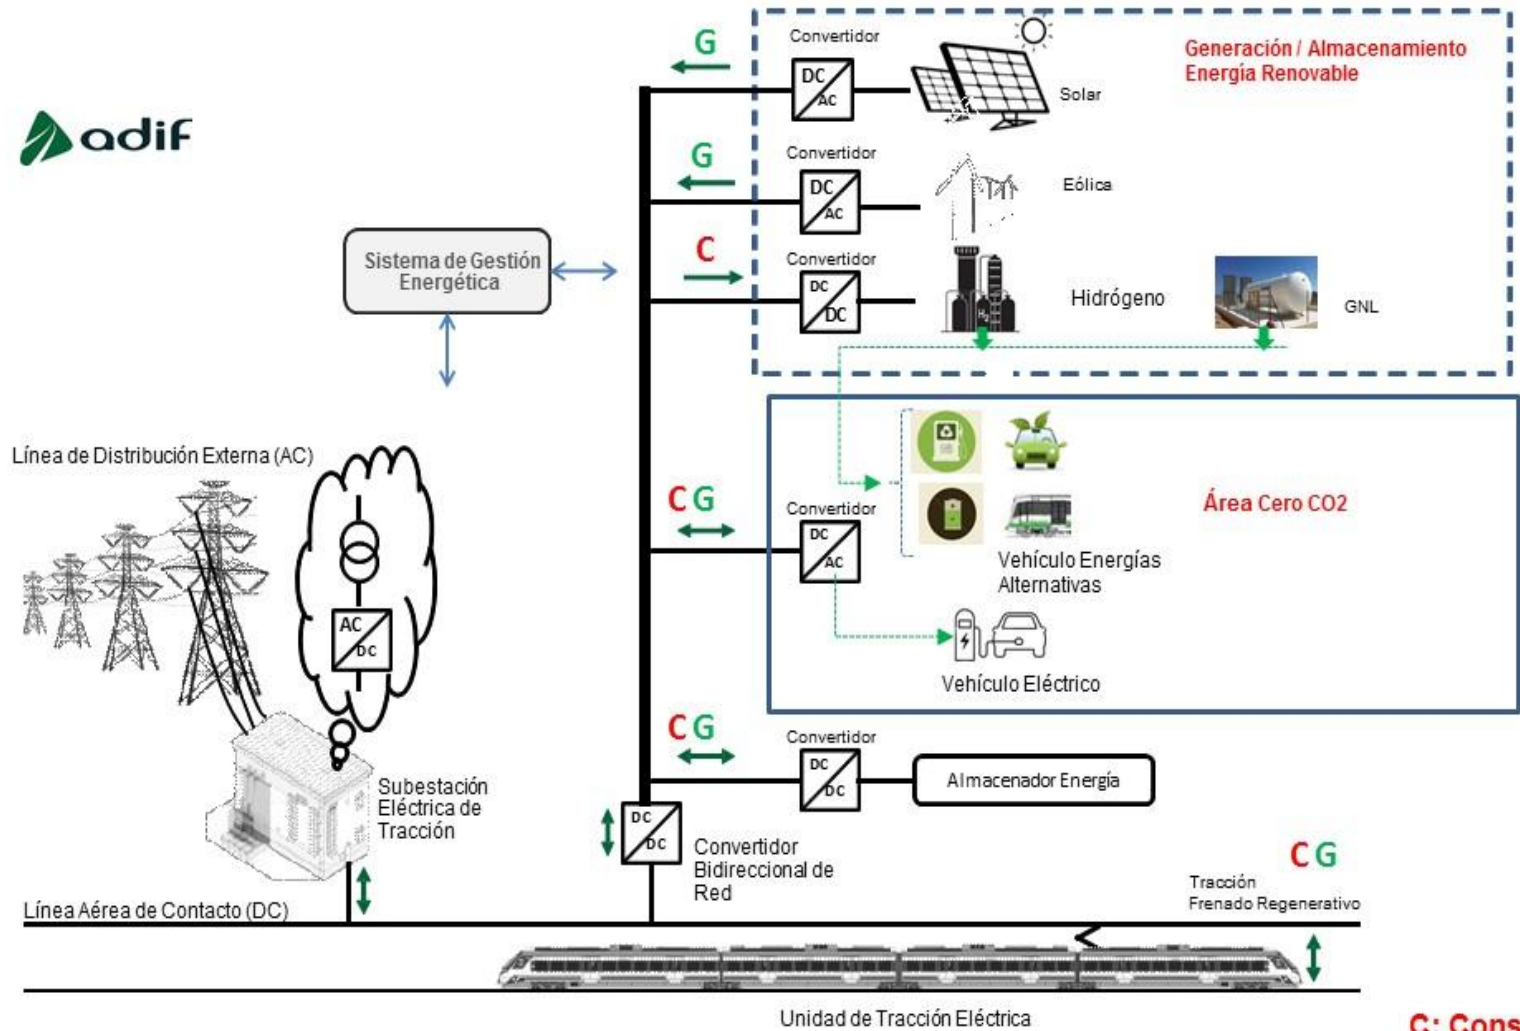 adif
G
Convertidor
DC
AC
Solar
Generación / Almacenamiento
Energía Renovable
G
Convertidor
DC
AC
Eólica
C
Convertidor
DC
DC
H2
Hidrógeno
GNL
Sistema de Gestión
Energética
Línea de Distribución Externa (AC)
AC
DC
C G
Convertidor
DC
AC
Área Cero CO2
Vehículo Energías
Alternativas
Vehículo Eléctrico
C G
Convertidor
DC
DC
Almacenador Energía
Subestación
Eléctrica de
Tracción
DC
DC
Convertidor
Bidireccional de
Red
C G
Tracción
Frenado Regenerativo
Línea Aérea de Contacto (DC)
Unidad de Tracción Eléctrica
C: Cons